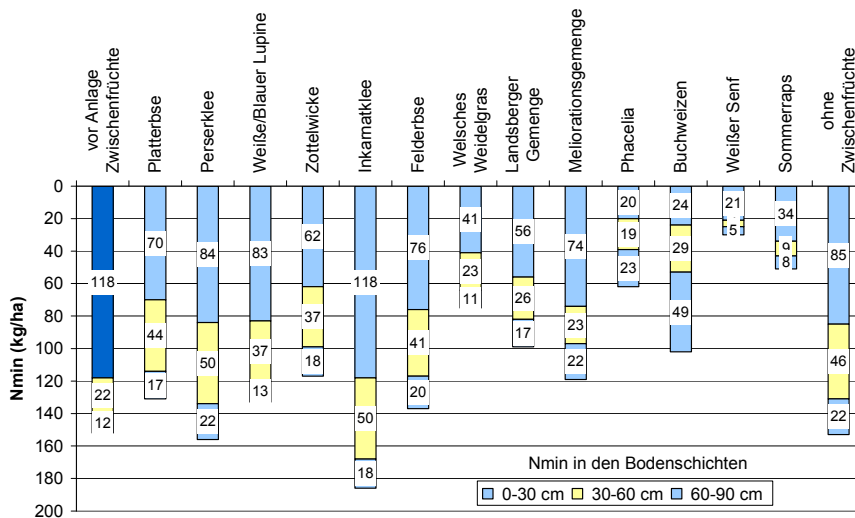 vor Anlage
Zwischenfrüchte
Platterbse
Perserklee
Weiße/Blauer Lupine
Zottelwicke
Inkarnatklee
Felderbse
Welsches
Weidelgras
Landsberger
Gemenge
Meliorationsgemenge
Phacelia
Buchweizen
Weißer Senf
Sommerraps
ohne
Zwischenfrüchte
Nmin (kg/ha)
0
20
40
60
80
100
120
140
160
180
200
118
22
12
70
44
17
84
50
22
83
37
13
62
37
18
118
50
18
76
41
20
41
23
11
56
26
17
74
23
22
20
19
23
24
29
49
21
5
34
9
8
85
46
22
Nmin in den Bodenschichten
0-30 cm 30-60 cm 60-90 cm